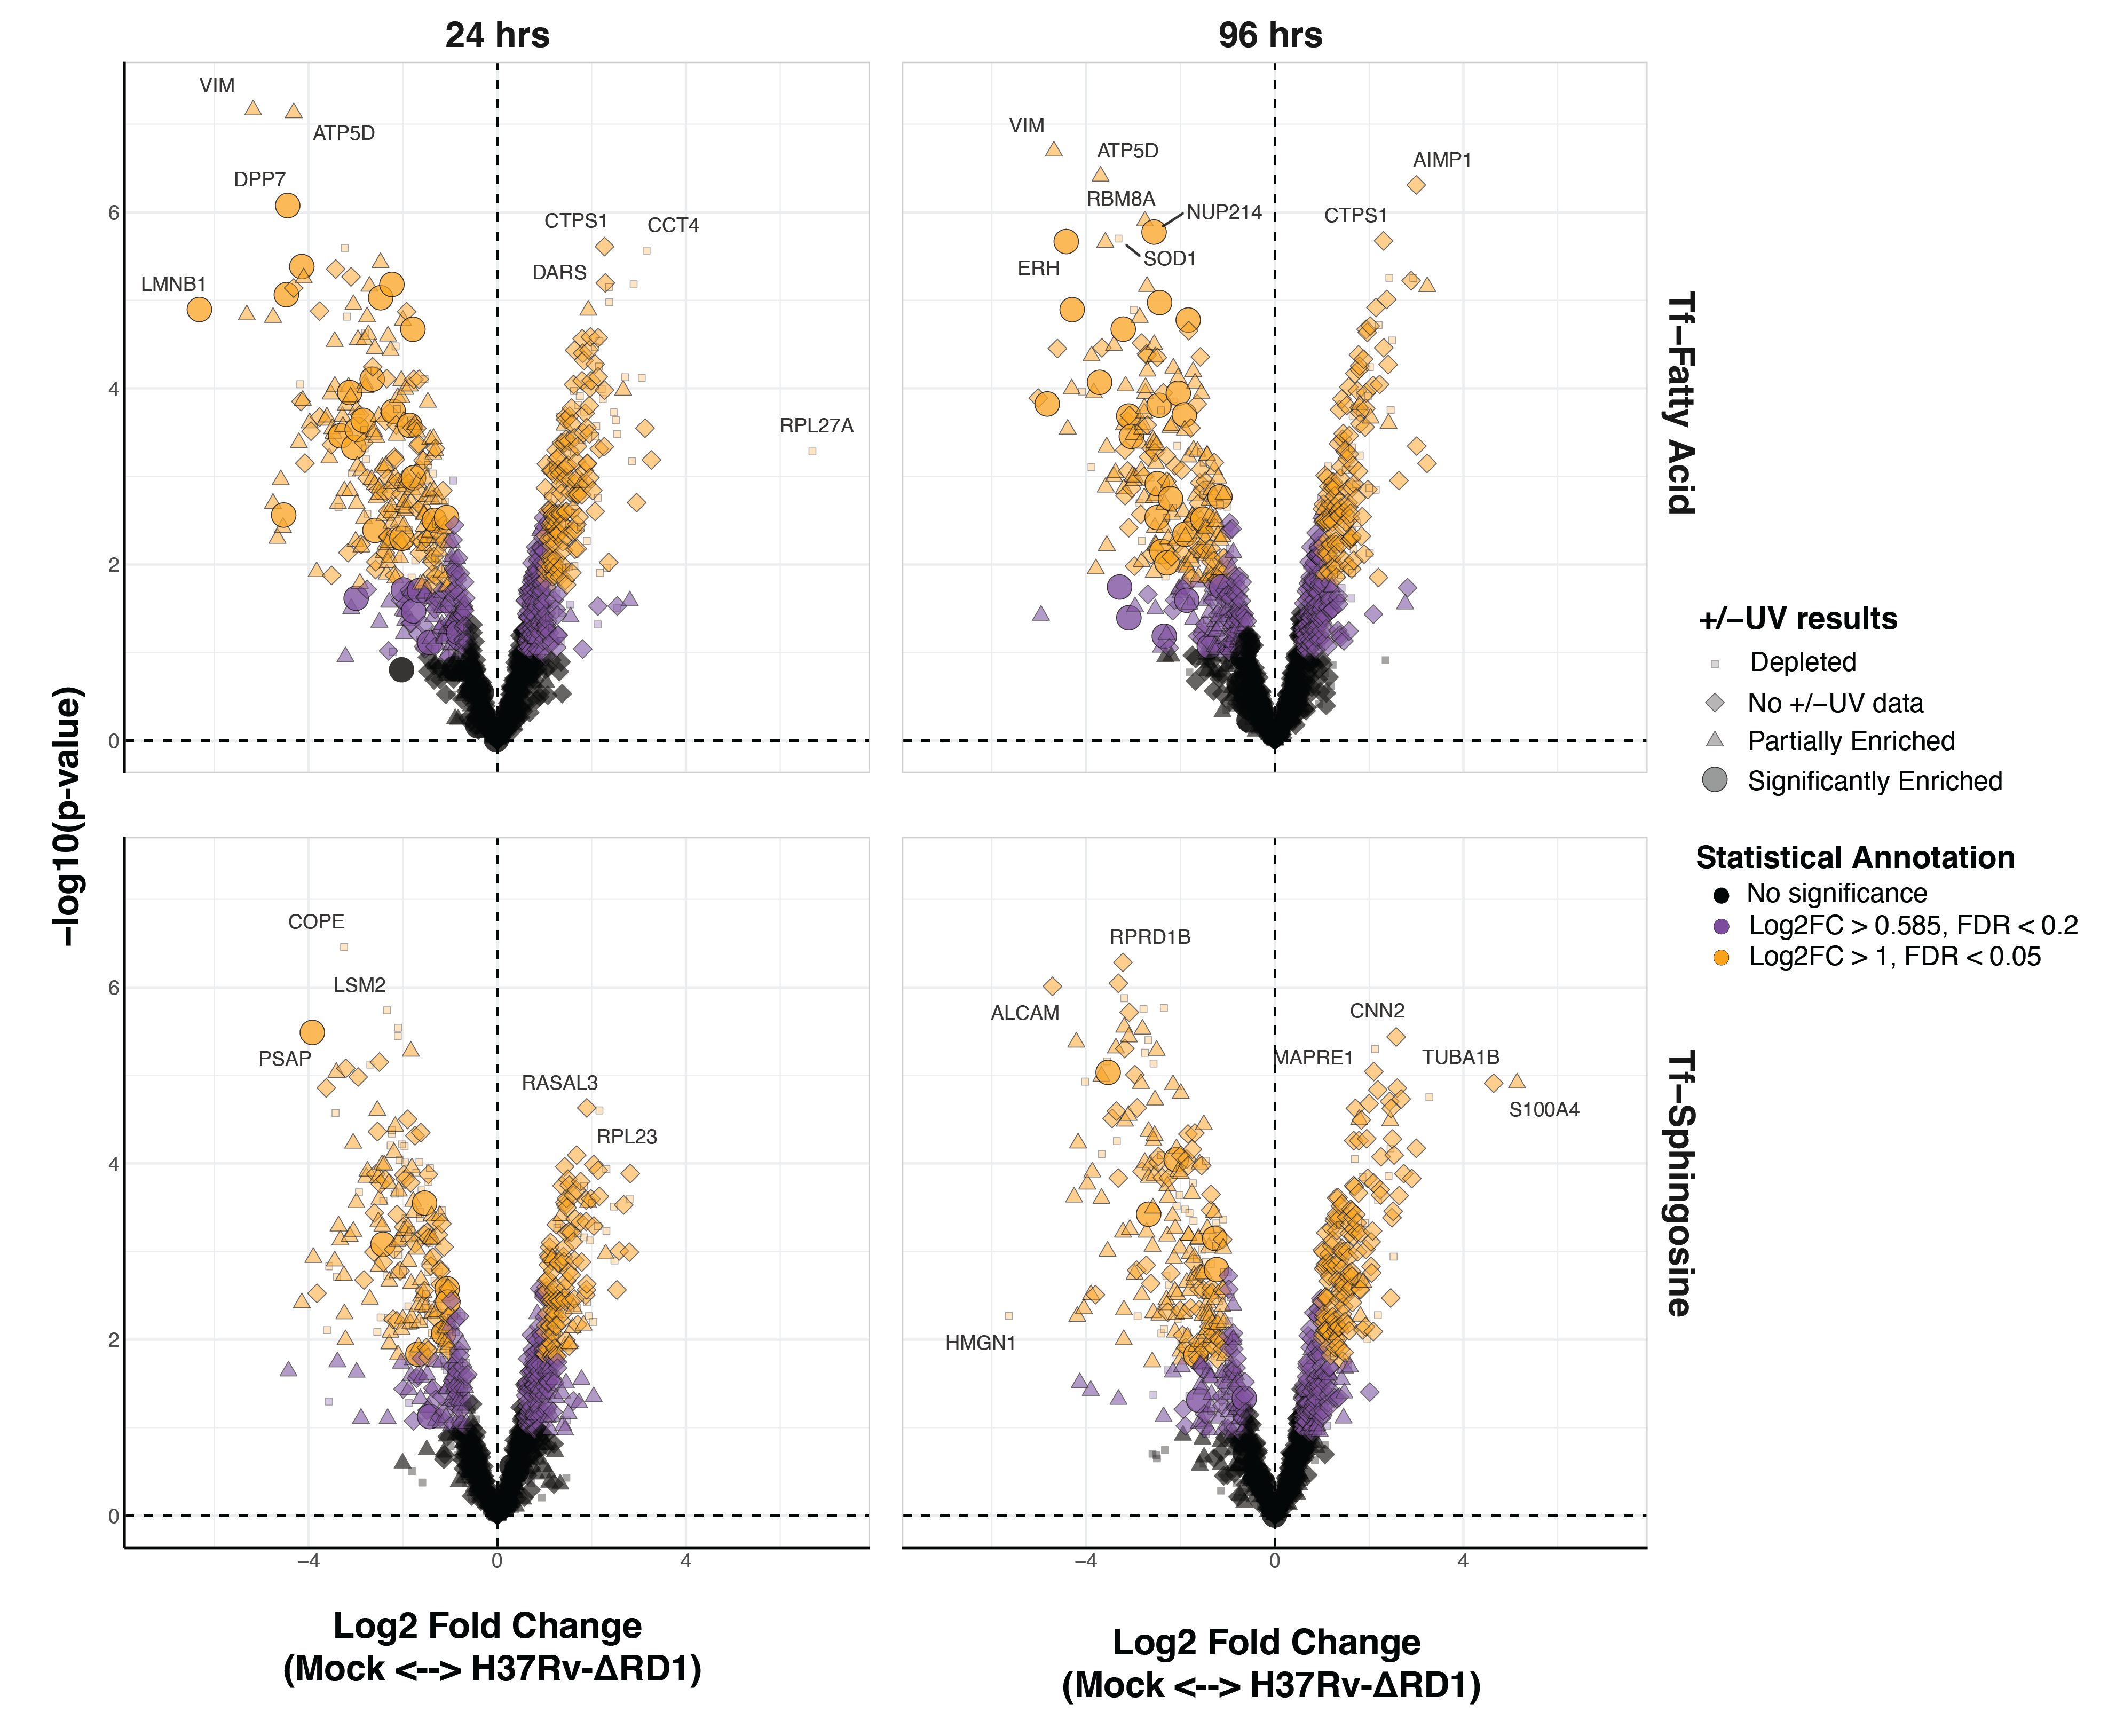 24 hrs
96 hrs
VIM
ATP5D
DPP7
LMNB1
CTPS1
CCT4
DARS
RPL27A
6
4
2
0
VIM
ATP5D
RBM8A
NUP214
ERH
SOD1
AIMP1
CTPS1
Tf–Fatty Acid
–log10(p-value)
COPE
LSM2
PSAP
RASAL3
RPL23
6
4
2
0
–4
0
4
RPRD1B
ALCAM
CNN2
MAPRE1
TUBA1B
S100A4
HMGN1
–4
0
4
Tf–Sphingosine
+/–UV results
Depleted
No +/–UV data
Partially Enriched
Significantly Enriched
Statistical Annotation
No significance
Log2FC > 0.585, FDR < 0.2
Log2FC > 1, FDR < 0.05
Log2 Fold Change
(Mock <--> H37Rv-ΔRD1)
Log2 Fold Change
(Mock <--> H37Rv-ΔRD1)